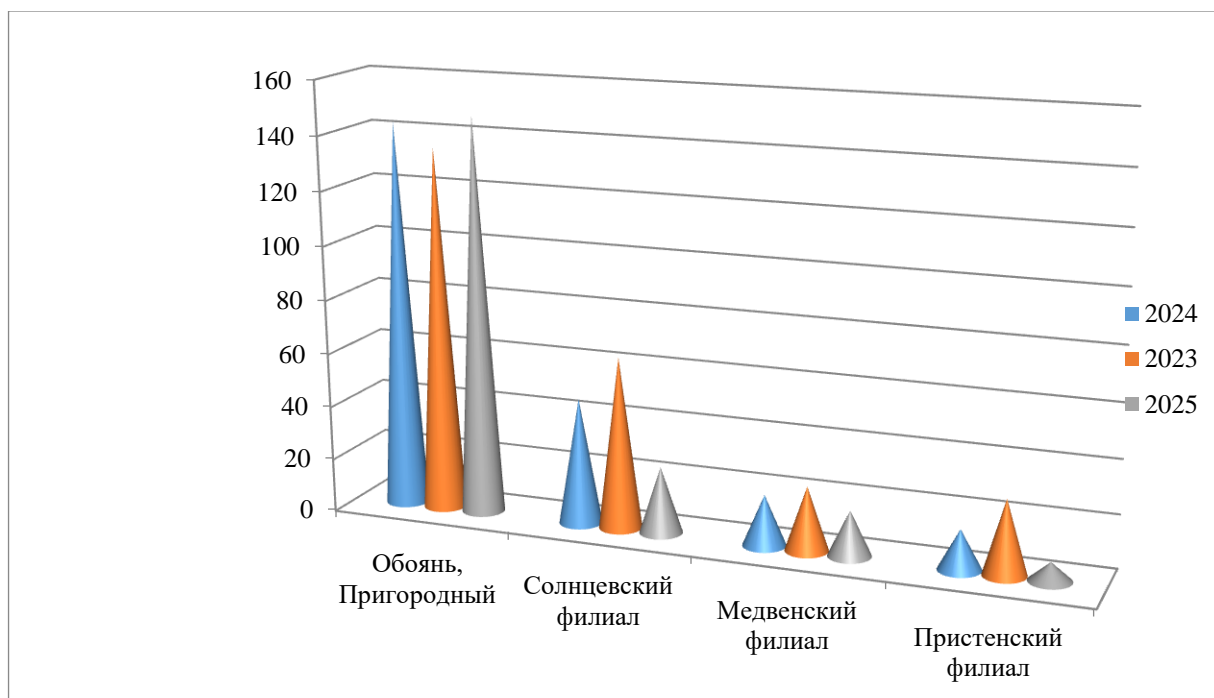 160
140
120
100
80
60
40
20
0
Обоянь,
Пригородный
Солнцевский
филиал
Медвенский
филиал
Пристенский
филиал
2024
2023
2025